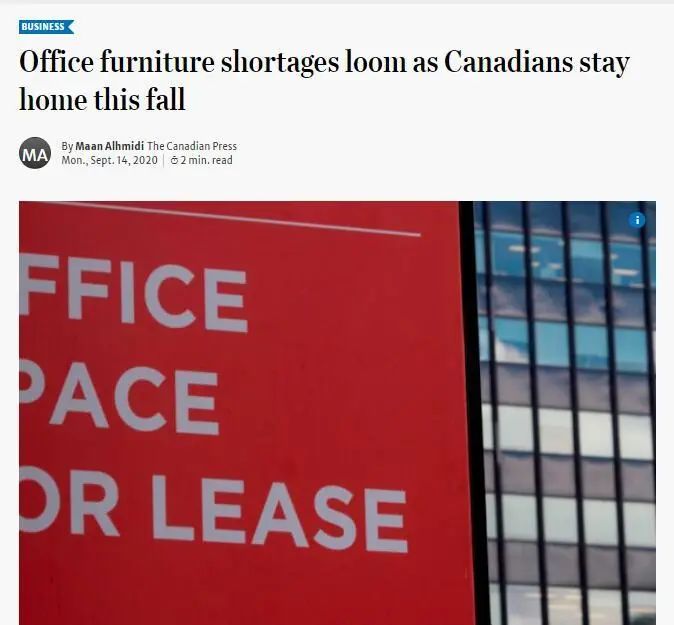 BUSINESS
Office furniture shortages loom as Canadians stay
home this fall
MA
By Maan Alhmidi The Canadian Press
Mon., Sept. 14, 2020 | 2 min. read
i
FFICE
PACE
OR LEASE